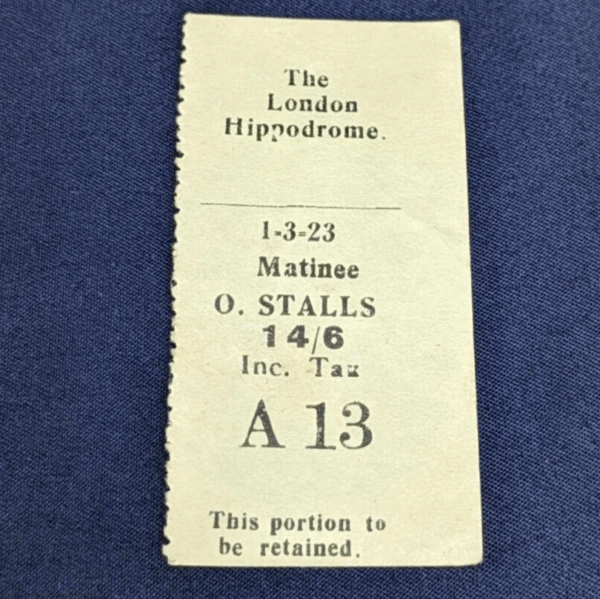 The
London
Hippodrome.
1-3-23
Matinee
O. STALLS
14/6
Inc. Tax
A 13
This portion to
be retained.